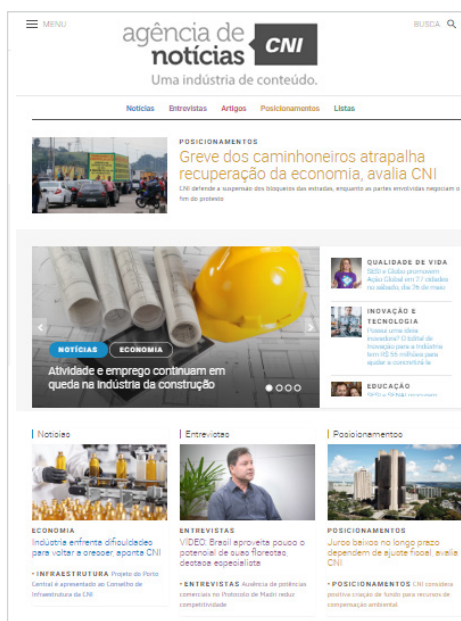 MENU
BUSCA
agência de
notícias CNI
Uma indústria de conteúdo.
Notícias Entrevistas Artigos Posicionamentos Listas
POSICIONAMENTOS
Greve dos caminhoneiros atrapalha
recuperação da economia, avalia CNI
CNI defende a suspensão dos bloqueios das estradas, enquanto as partes envolvidas negociam o
fim do protesto
NOTÍCIAS ECONOMIA
Atividade e emprego continuam em
queda na indústria da construção
QUALIDADE DE VIDA
SESI e Globo promovem
Ação Global em 27 cidades
no sábado, dia 26 de maio
INOVAÇÃO E
TECNOLOGIA
Possui uma ideia
inovadora? O Edital de
Inovação para a Indústria
tem R$ 55 milhões para
ajudar a concretizá-la
EDUCAÇÃO
Notícias
ECONOMIA
Indústria enfrenta dificuldades
para voltar a crescer, aponta CNI
• INFRAESTRUTURA Projeto do Porto
Central é apresentado ao Conselho de
Infraestrutura da CNI
Entrevistas
ENTREVISTAS
VÍDEO: Brasil aproveita pouco o
potencial de suas florestas,
destaca especialista
• ENTREVISTAS Ausência de potências
comerciais no Protocolo de Madri reduz
competitividade
Posicionamentos
POSICIONAMENTOS
Juros baixos no longo prazo
dependem de ajuste fiscal, avalia
CNI
• POSICIONAMENTOS CNI considera
positiva criação de fundo para recursos de
compensação ambiental